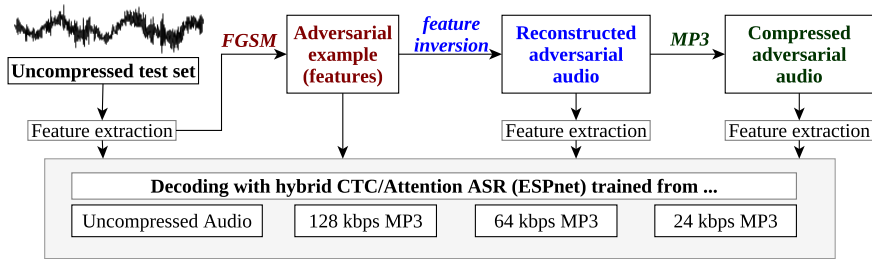 FGSM
feature
inversion
MP3
Uncompressed test set
Adversarial
example
(features)
Reconstructed
adversarial
audio
Compressed
adversarial
audio
Feature extraction
Feature extraction
Feature extraction
Decoding with hybrid CTC/Attention ASR (ESPnet) trained from ...
Uncompressed Audio
128 kbps MP3
64 kbps MP3
24 kbps MP3